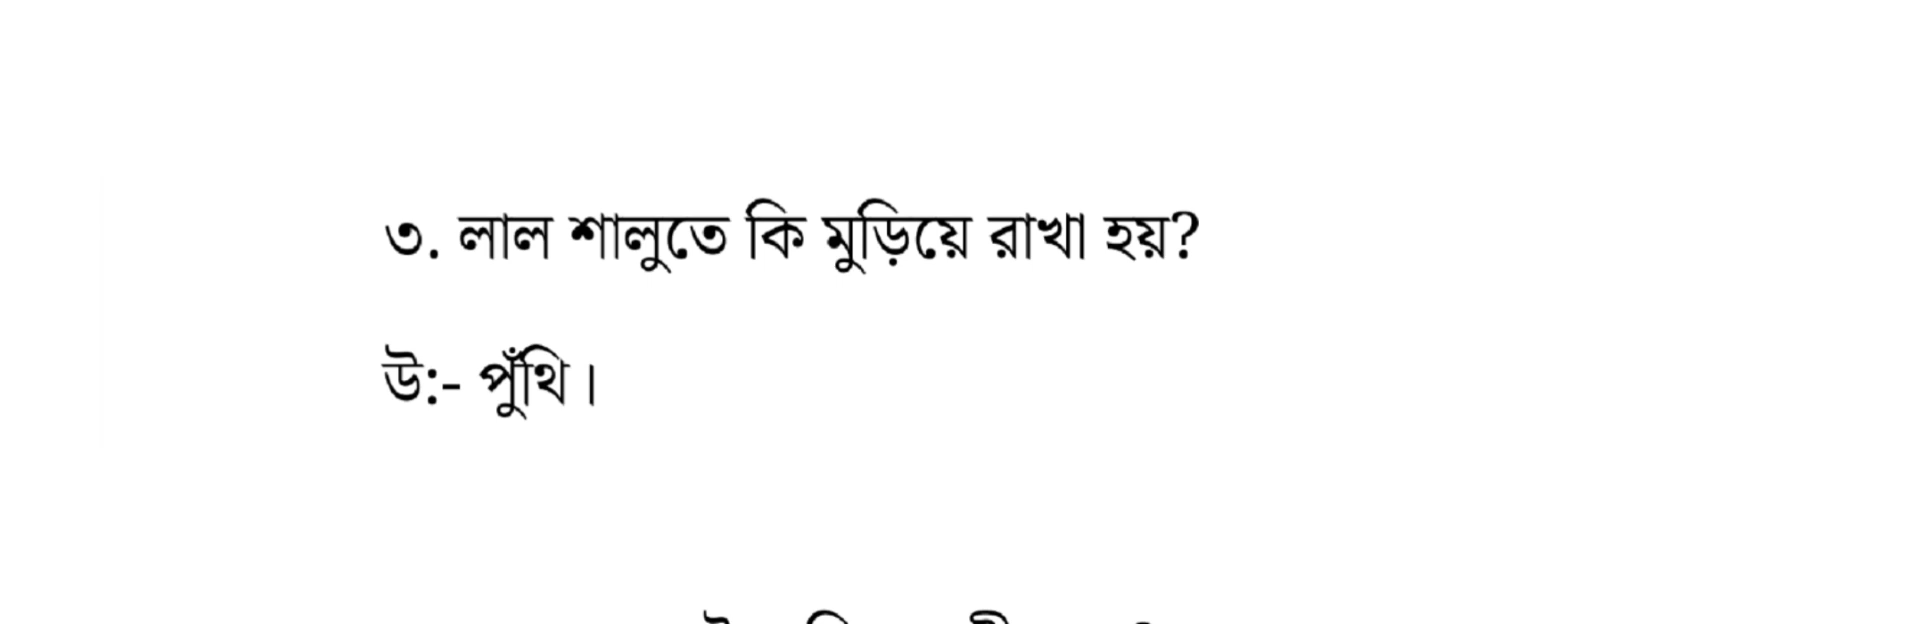 ৩. লাল শালুতে কি মুড়িয়ে রাখা হয়?
উ:- পুঁথি।